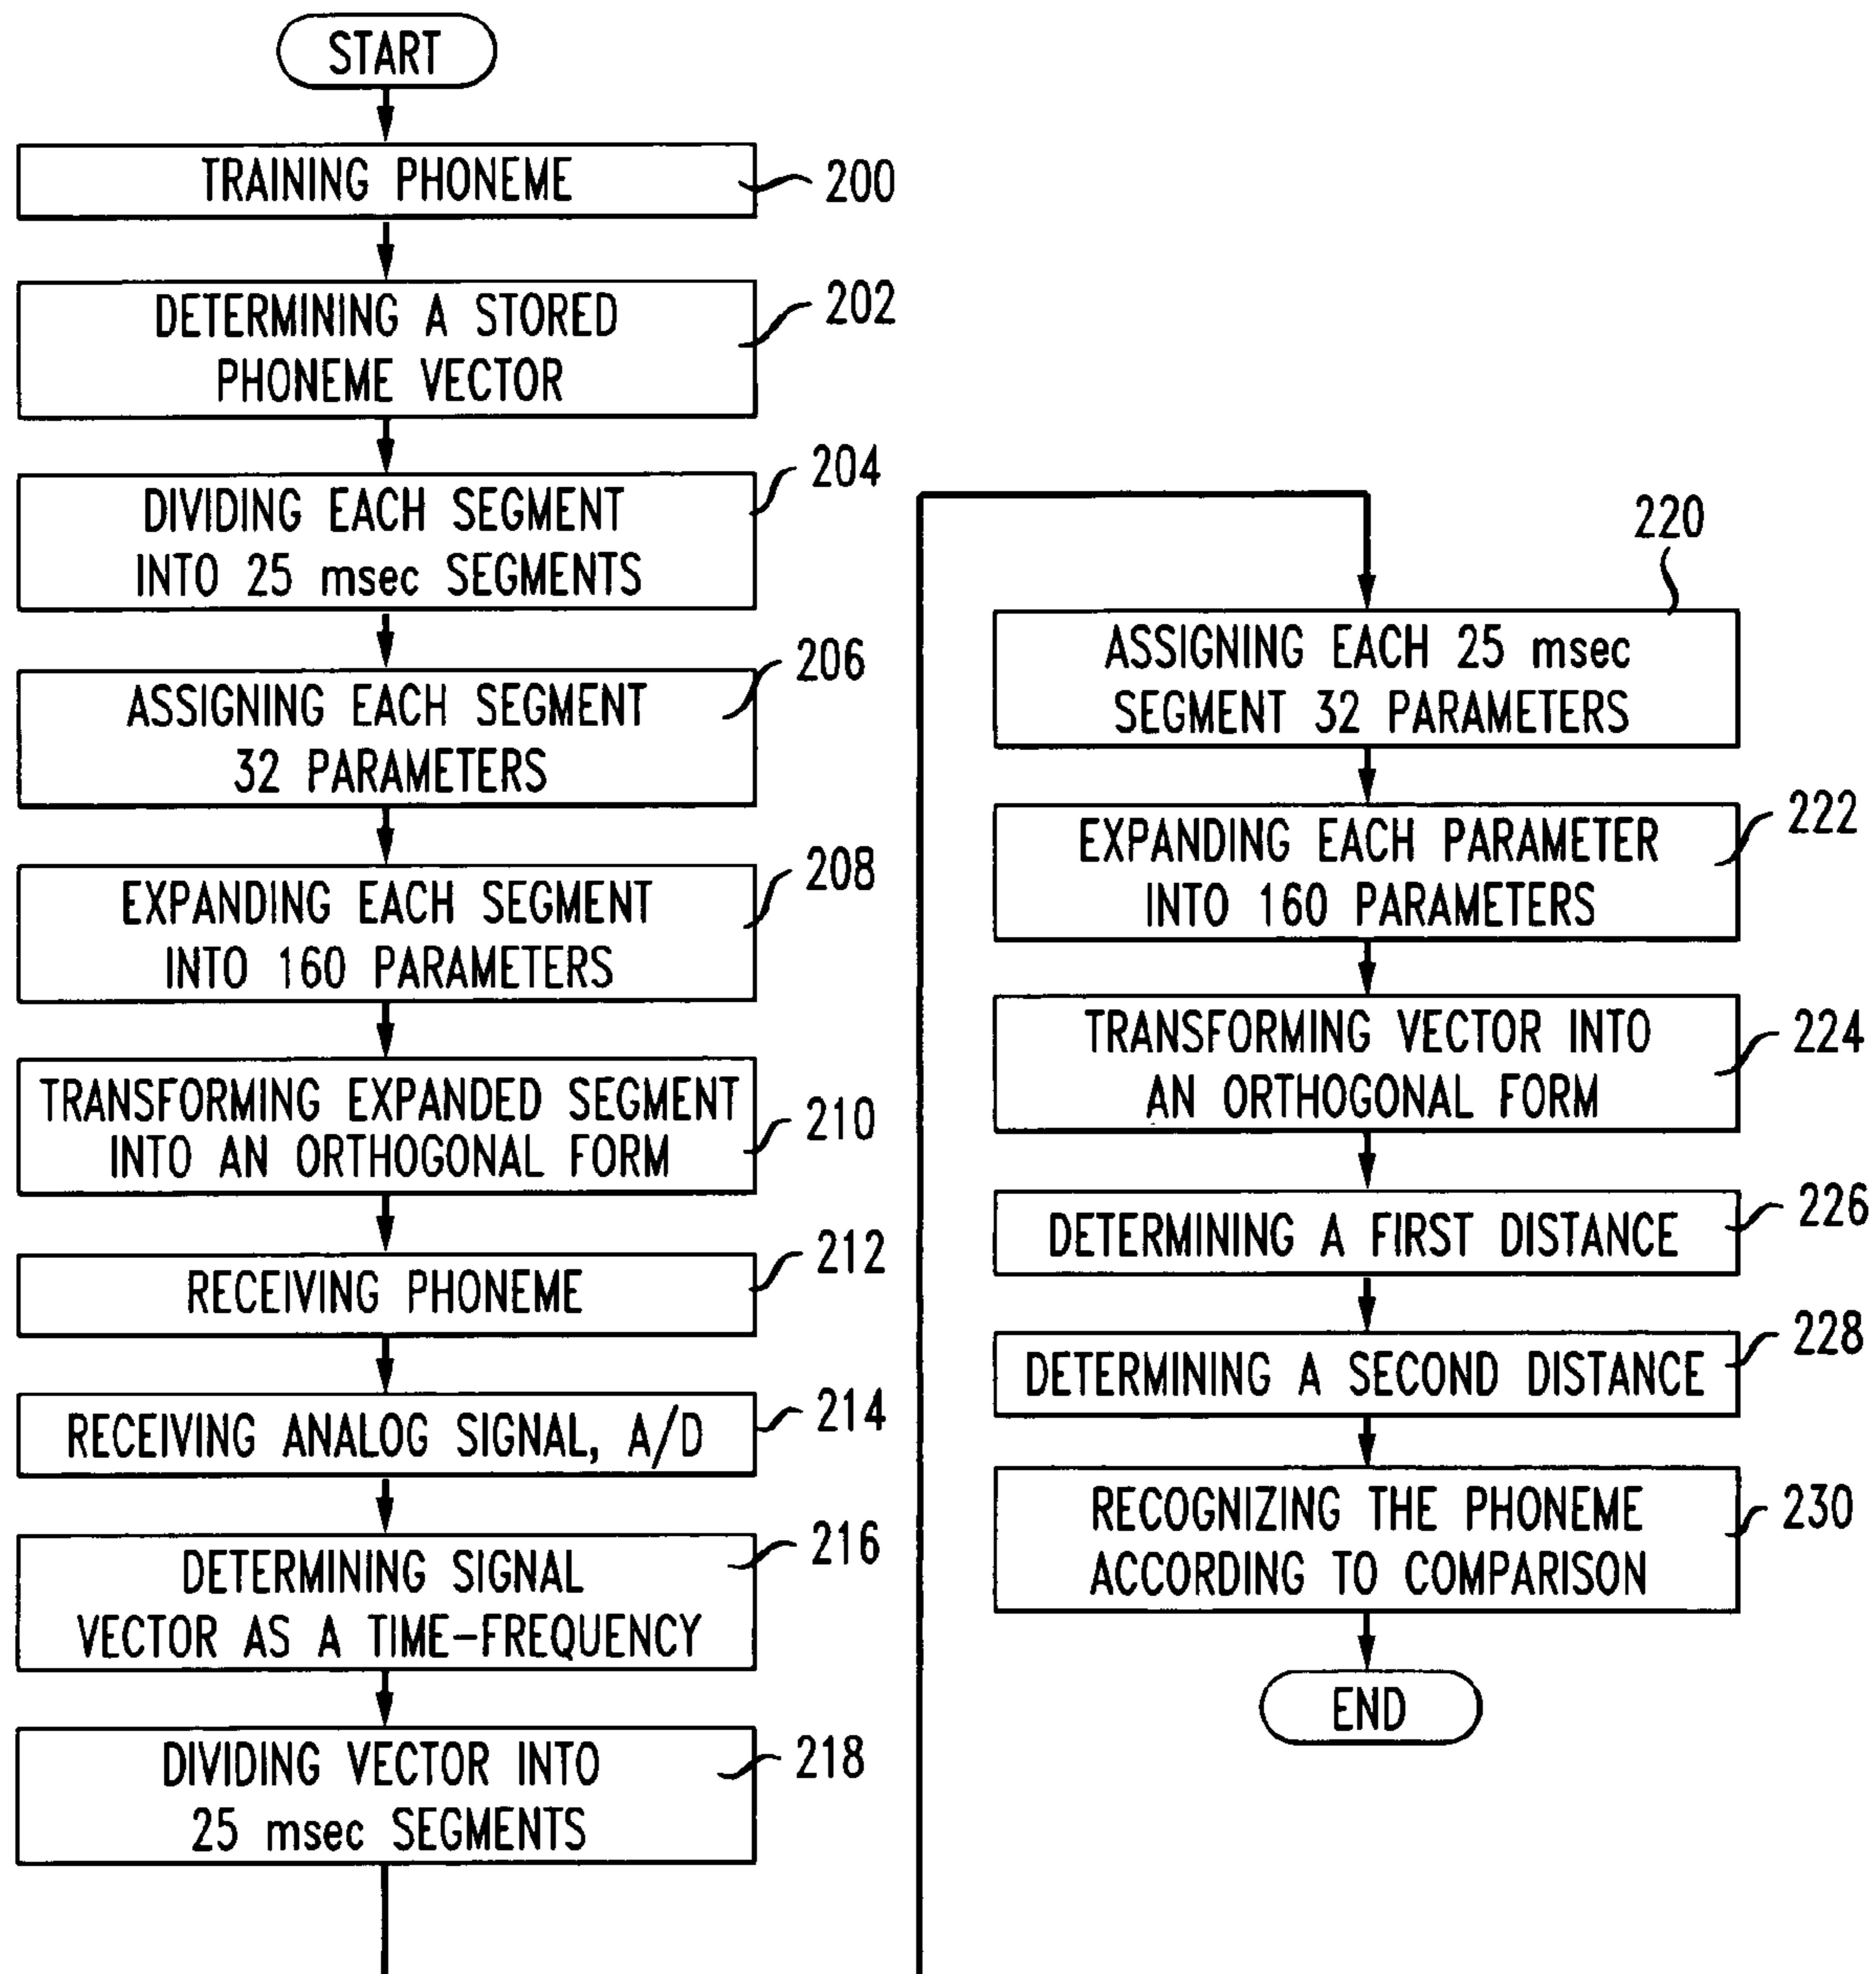 START
TRAINING PHONEME
200
DETERMINING A STORED
PHONEME VECTOR
202
DIVIDING EACH SEGMENT
INTO 25 msec SEGMENTS
204
ASSIGNING EACH SEGMENT
32 PARAMETERS
206
EXPANDING EACH SEGMENT
INTO 160 PARAMETERS
208
TRANSFORMING EXPANDED SEGMENT
INTO AN ORTHOGONAL FORM
210
RECEIVING PHONEME
212
RECEIVING ANALOG SIGNAL, A/D
214
DETERMINING SIGNAL
VECTOR AS A TIME-FREQUENCY
216
DIVIDING VECTOR INTO
25 msec SEGMENTS
218
220
ASSIGNING EACH 25 msec
SEGMENT 32 PARAMETERS
EXPANDING EACH PARAMETER
INTO 160 PARAMETERS
222
TRANSFORMING VECTOR INTO
AN ORTHOGONAL FORM
224
DETERMINING A FIRST DISTANCE
226
DETERMINING A SECOND DISTANCE
228
RECOGNIZING THE PHONEME
ACCORDING TO COMPARISON
230
END